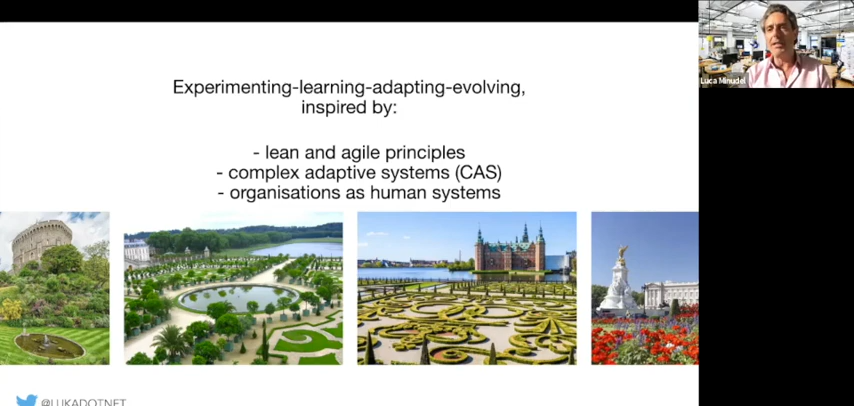 Experimenting-learning-adapting-evolving,
inspired by:
- lean and agile principles
- complex adaptive systems (CAS)
- organisations as human systems
Luca Minudel
@LUKADOTNET